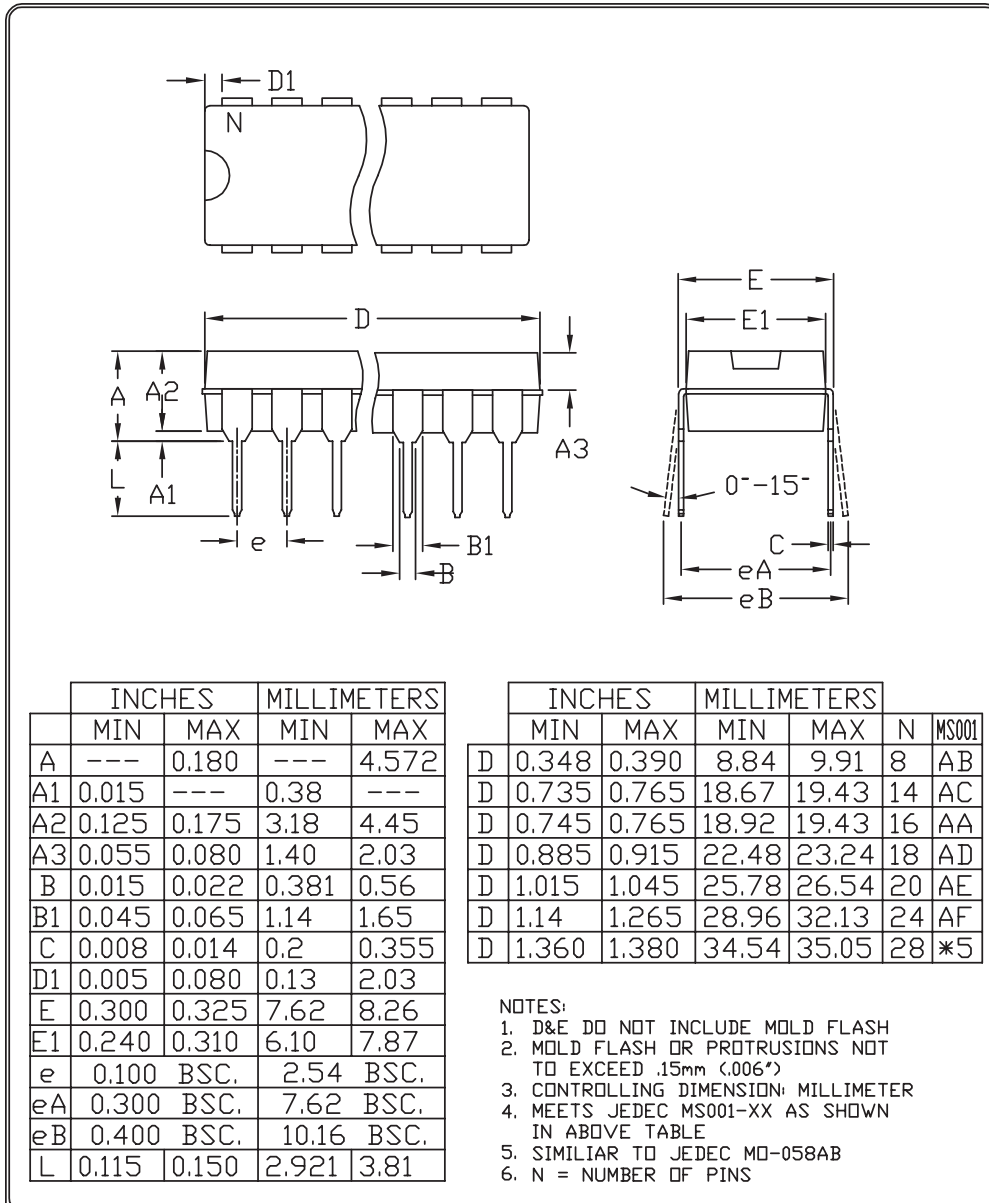 D1
N
D
A
A2
L
A1
A3
e
B1
B
E
E1
0°-15°
C
eA
eB
INCHES MILLIMETERS
MIN MAX MIN MAX
A --- 0.180 --- 4.572
A1 0.015 --- 0.38 ---
A2 0.125 0.175 3.18 4.45
A3 0.055 0.080 1.40 2.03
B 0.015 0.022 0.381 0.56
B1 0.045 0.065 1.14 1.65
C 0.008 0.014 0.2 0.355
D1 0.005 0.080 0.13 2.03
E 0.300 0.325 7.62 8.26
E1 0.240 0.310 6.10 7.87
e 0.100 BSC. 2.54 BSC.
eA 0.300 BSC. 7.62 BSC.
eB 0.400 BSC. 10.16 BSC.
L 0.115 0.150 2.921 3.81
INCHES MILLIMETERS
MIN MAX MIN MAX N MS001
D 0.348 0.390 8.84 9.91 8 AB
D 0.735 0.765 18.67 19.43 14 AC
D 0.745 0.765 18.92 19.43 16 AA
D 0.885 0.915 22.48 23.24 18 AD
D 1.015 1.045 25.78 26.54 20 AE
D 1.14 1.265 28.96 32.13 24 AF
D 1.360 1.380 34.54 35.05 28 *5
NOTES:
1. D&E DO NOT INCLUDE MOLD FLASH
2. MOLD FLASH OR PROTRUSIONS NOT
TO EXCEED .15mm (.006")
3. CONTROLLING DIMENSION: MILLIMETER
4. MEETS JEDEC MS001-XX AS SHOWN
IN ABOVE TABLE
5. SIMILIAR TO JEDEC MO-058AB
6. N = NUMBER OF PINS